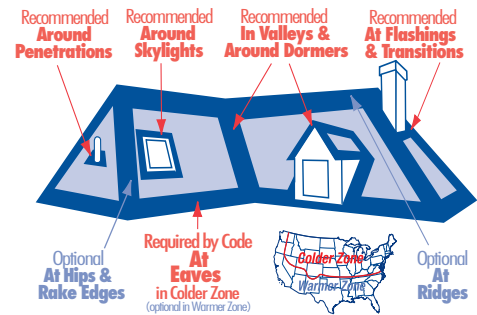 Recommended
Around
Penetrations
Recommended
Around
Skylights
Recommended
In Valleys &
Around Dormers
Recommended
At Flashings
& Transitions
Optional
At Hips &
Rake Edges
Required by Code
At
Eaves
in Colder Zone
(optional in Warmer Zone)
Colder Zone
Warmer Zone
Optional
At
Ridges